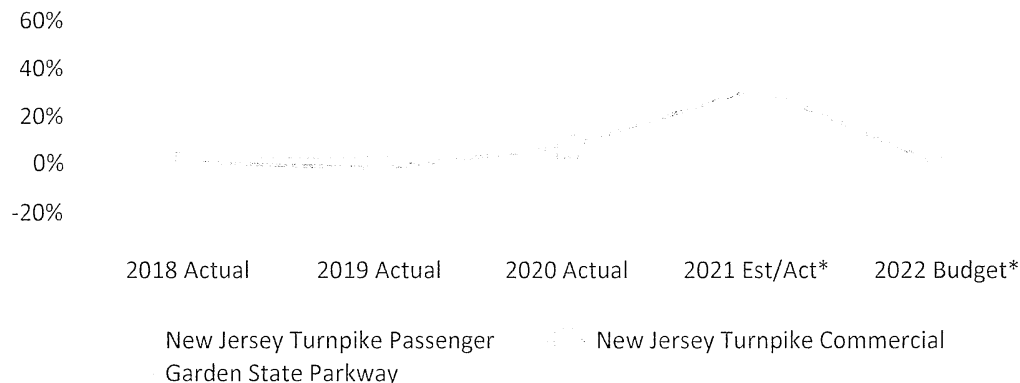 60%
40%
20%
0%
-20%
2018 Actual 2019 Actual 2020 Actual 2021 Est/Act* 2022 Budget*
New Jersey Turnpike Passenger New Jersey Turnpike Commercial
Garden State Parkway